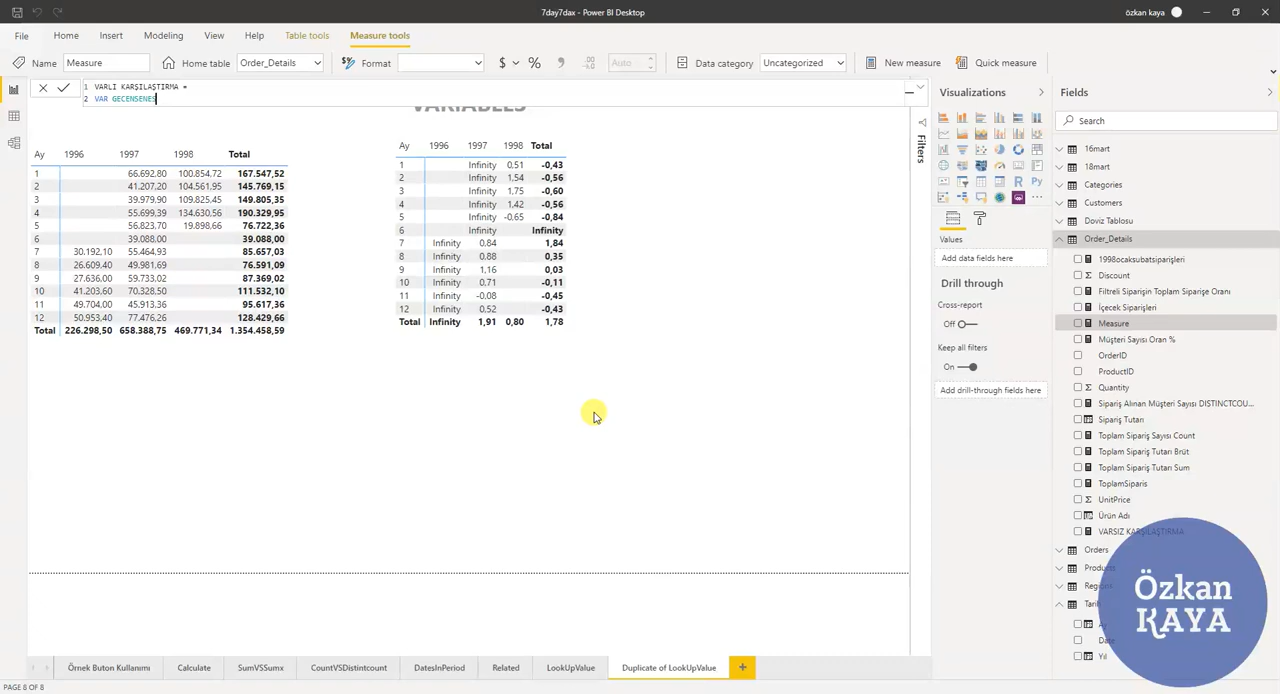 7day7dax - Power BI Desktop
özkan kaya
File
Home
Insert
Modeling
View
Help
Table tools
Measure tools
Name
Measure
Home table
Order_Details
Format
$
%
Auto
Data category
Uncategorized
New measure
Quick measure
1 VARLI KARŞILAŞTIRMA =
2 VAR GECENSENES
VARIABLES
Ay 1996 1997 1998 Total
1 66.692,80 100.854,72 167.547,52
2 41.207,20 104.561,95 145.769,15
3 39.979,90 109.825,45 149.805,35
4 55.699,39 134.630,56 190.329,95
5 56.823,70 19.898,66 76.722,36
6 39.088,00 39.088,00
7 30.192,10 55.464,93 85.657,03
8 26.609,40 49.981,69 76.591,09
9 27.636,00 59.733,02 87.369,02
10 41.203,60 70.328,50 111.532,10
11 49.704,00 45.913,36 95.617,36
12 50.953,40 77.476,26 128.429,66
Total 226.298,50 658.388,75 469.771,34 1.354.458,59
Ay 1996 1997 1998 Total
1 Infinity 0.51 -0,43
2 Infinity 1.54 -0,56
3 Infinity 1.75 -0,60
4 Infinity 1,42 -0,56
5 Infinity -0.65 -0,84
6 Infinity Infinity
7 Infinity 0,84 1,84
8 Infinity 0.88 0,35
9 Infinity 1,16 0,03
10 Infinity 0.71 -0,11
11 Infinity -0.08 -0,45
12 Infinity 0.52 -0,43
Total Infinity 1,91 0,80 1,78
Filters
Visualizations
R
Py
Values
Add data fields here
Drill through
Cross-report
Off
Keep all filters
On
Add drill-through fields here
Fields
Search
16mart
18mart
Categories
Customers
Doviz Tablosu
Order_Details
1998ocaksubatsiparişleri
Discount
Filtreli Siparişin Toplam Siparişe Oranı
İçecek Siparişleri
Measure
Müşteri Sayısı Oran %
OrderID
ProductID
Quantity
Sipariş Alınan Müşteri Sayısı DISTINCTCOU...
Sipariş Tutarı
Toplam Sipariş Sayısı Count
Toplam Sipariş Tutarı Brüt
Toplam Sipariş Tutarı Sum
ToplamSiparis
UnitPrice
Ürün Adı
VARSIZ KARŞILAŞTIRMA
Orders
Products
Özkan
KAYA
Örnek Buton Kullanımı
Calculate
SumVSSumx
CountVSDistintcount
DatesInPeriod
Related
LookUpValue
Duplicate of LookUpValue
PAGE 8 OF 8